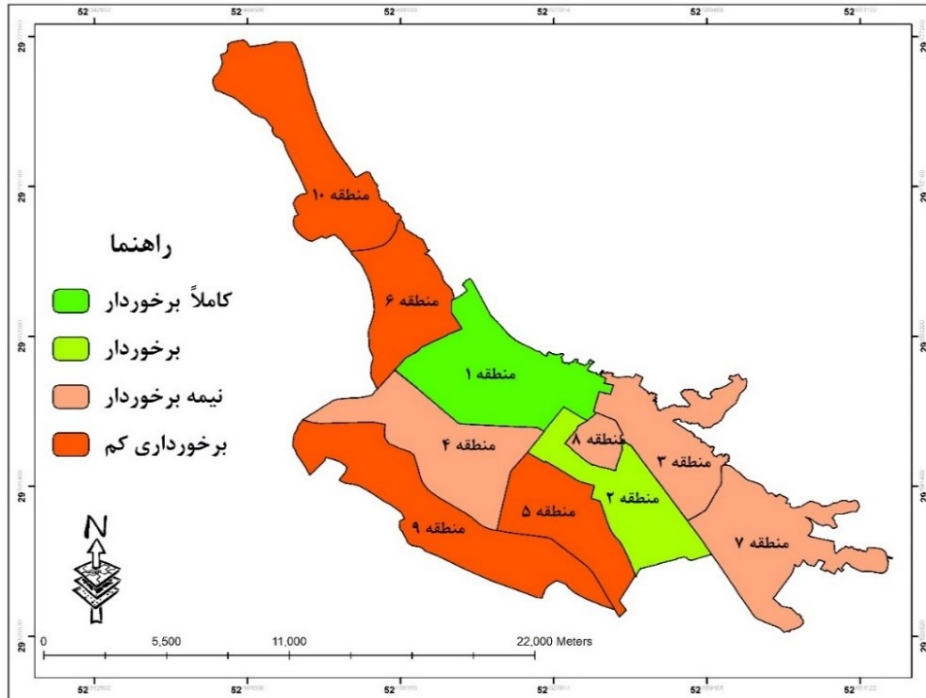 راهنما
کاملاً برخوردار
برخوردار
نیمه برخوردار
برخورداری کم
منطقه ۱۰
منطقه ۶
منطقه ۱
منطقه ۸
منطقه ۴
منطقه ۳
منطقه ۲
منطقه ۵
منطقه ۹
منطقه ۷
N
0 5,500 11,000 22,000 Meters